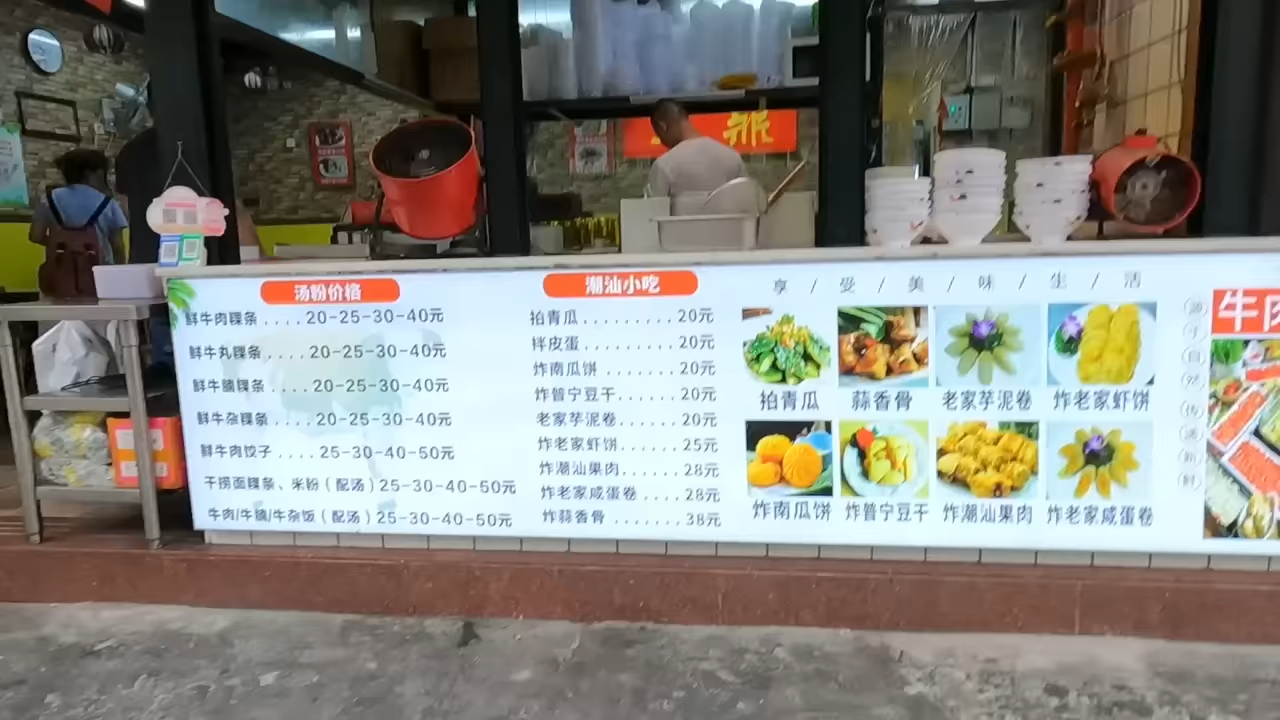 汤粉价格
鲜牛肉粿条....20-25-30-40元
鲜牛丸粿条....20-25-30-40元
鲜牛腩粿条....20-25-30-40元
鲜牛杂粿条....20-25-30-40元
鲜牛肉饺子....25-30-40-50元
干捞面粿条、米粉（配汤）25-30-40-50元
牛肉/牛腩/牛杂饭（配汤）25-30-40-50元
潮汕小吃
拍青瓜.........20元
拌皮蛋.........20元
炸南瓜饼.......20元
炸普宁豆干......20元
老家芋泥卷......20元
炸老家虾饼......25元
炸潮汕果肉......28元
炸老家咸蛋卷....28元
炸蒜香骨.......38元
享/受/美/味/生/活
拍青瓜 蒜香骨 老家芋泥卷 炸老家虾饼
炸南瓜饼 炸普宁豆干 炸潮汕果肉 炸老家咸蛋卷
牛肉